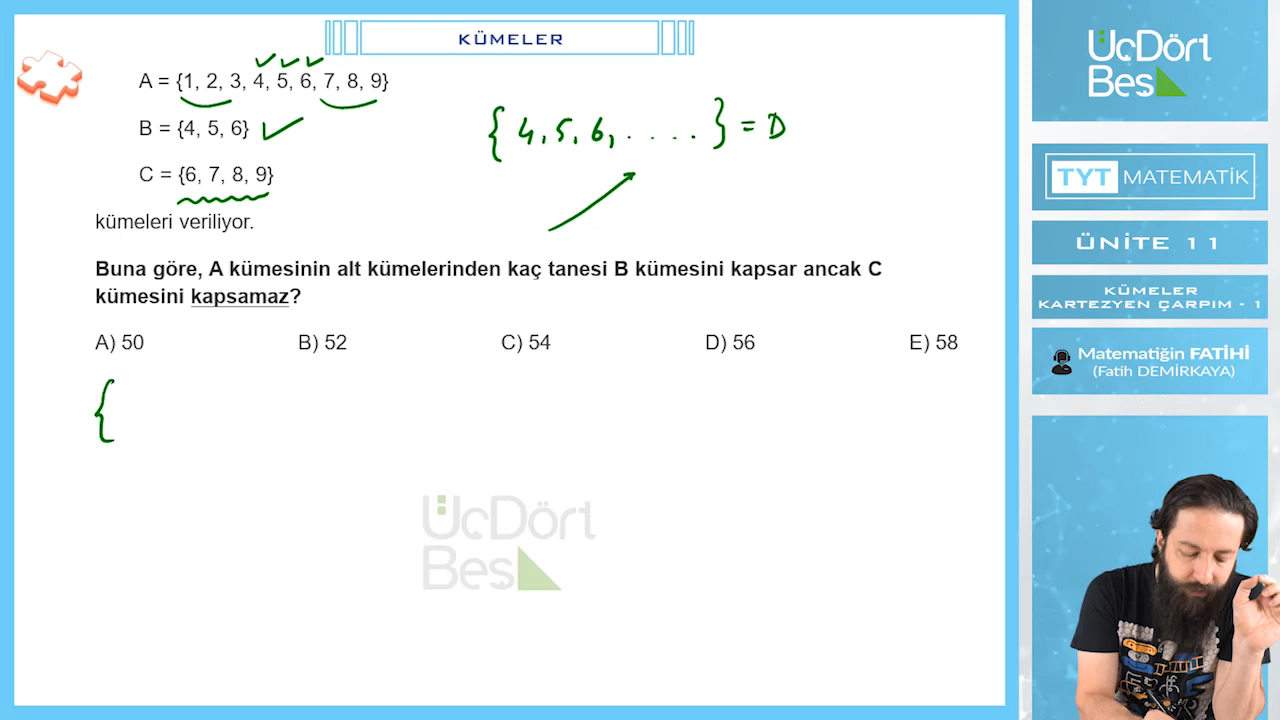 KÜMELER
A = {1, 2, 3, 4, 5, 6, 7, 8, 9}
B = {4, 5, 6}
C = {6, 7, 8, 9}
{ 4, 5, 6, . . . . } = D
kümeleri veriliyor.
Buna göre, A kümesinin alt kümelerinden kaç tanesi B kümesini kapsar ancak C
kümesini kapsamaz?
A) 50 B) 52 C) 54 D) 56 E) 58
{
ÜçDört
Beş
ÜçDört
Beş
TYT MATEMATİK
ÜNİTE 11
KÜMELER
KARTEZYEN ÇARPIM - 1
Matematiğin FATİHİ
(Fatih DEMİRKAYA)